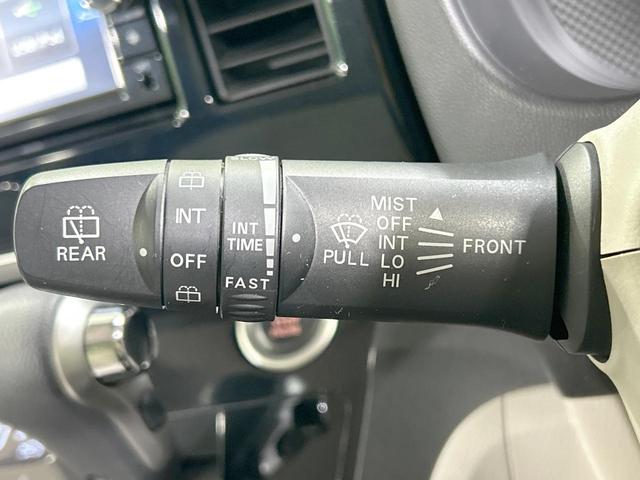 REAR
INT
OFF
INT
TIME
FAST
PULL
MIST
OFF
INT
LO
HI
FRONT